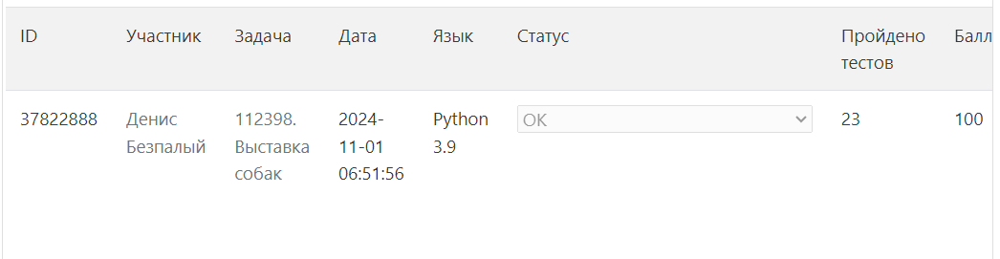 ID Участник Задача Дата Язык Статус Пройдено тестов Балл
37822888 Денис Безпалый 112398. Выставка собак 2024-11-01 06:51:56 Python 3.9 OK 23 100